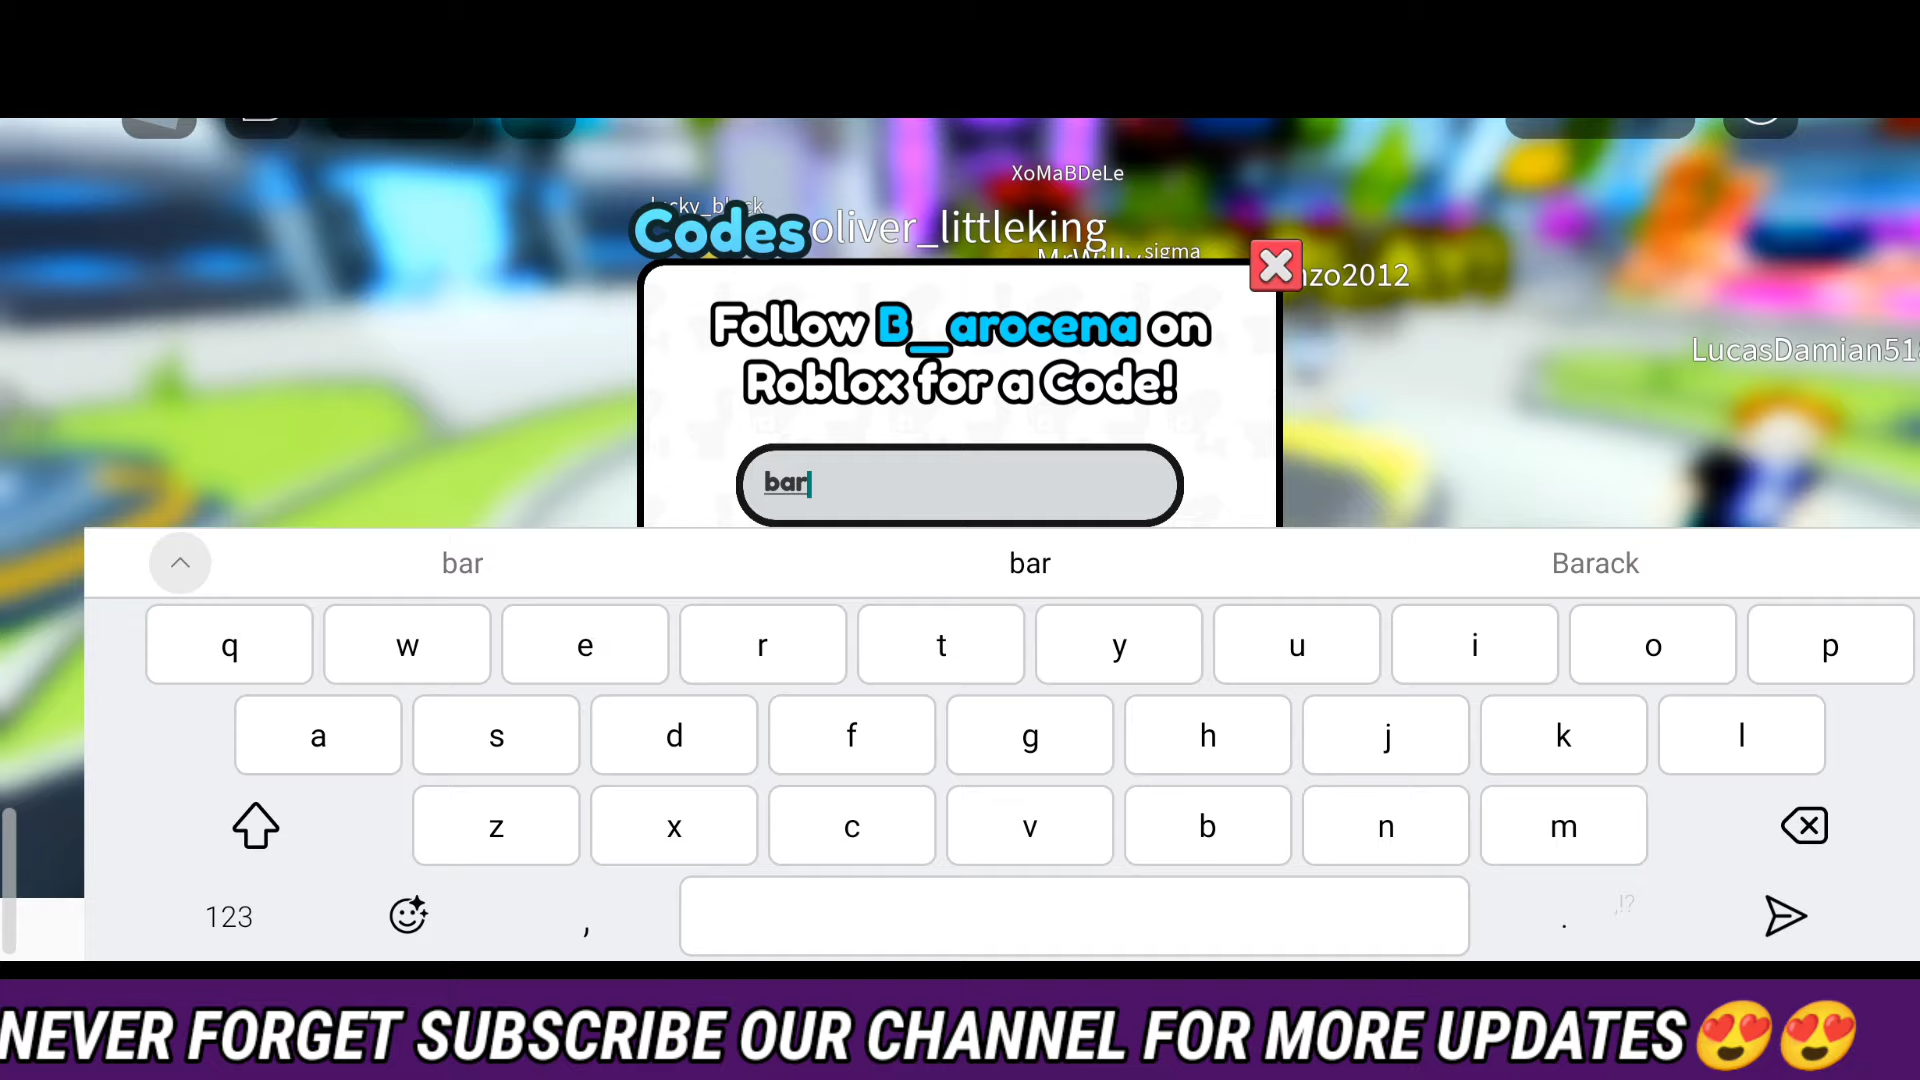 XoMaBDeLe
Codes
oliver_littleking
sigma
nzo2012
Follow B_arocena on
Roblox for a Code!
LucasDamian51
bar
bar bar Barack
q w e r t y u i o p
a s d f g h j k l
z x c v b n m
123 , . ,!?
NEVER FORGET SUBSCRIBE OUR CHANNEL FOR MORE UPDATES😍😍